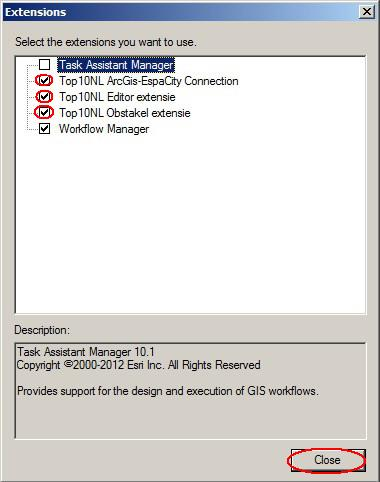 Extensions
Select the extensions you want to use.
Task Assistant Manager
Top10NL ArcGis-EspaCity Connection
Top10NL Editor extensie
Top10NL Obstakel extensie
Workflow Manager
Description:
Task Assistant Manager 10.1
Copyright ©2000-2012 Esri Inc. All Rights Reserved
Provides support for the design and execution of GIS workflows.
Close